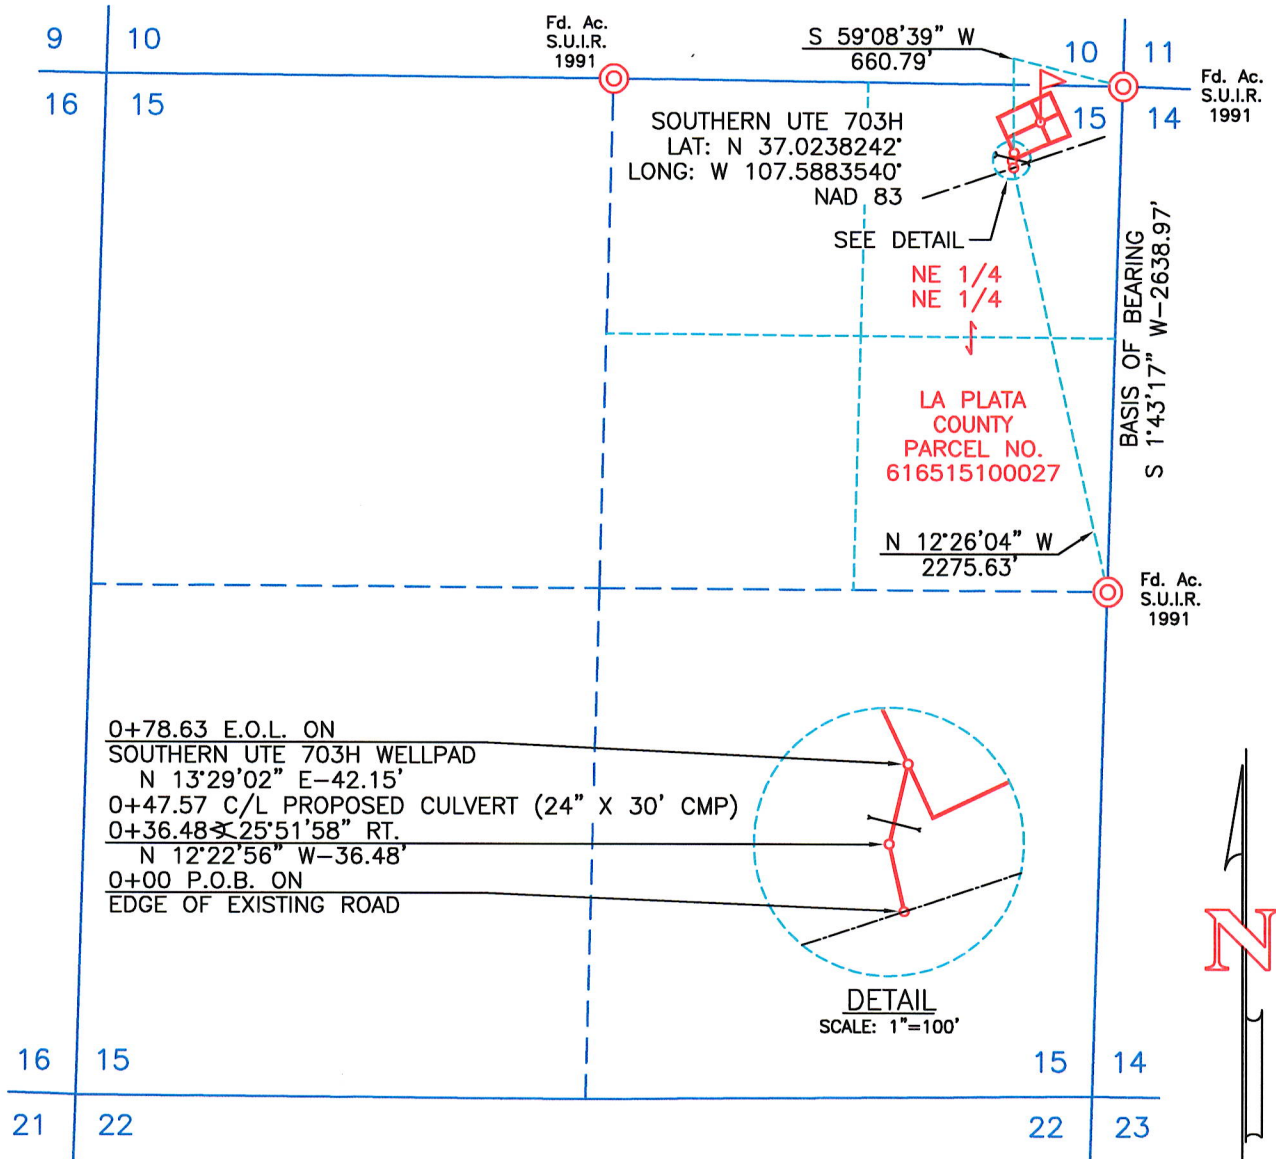 9
10
Fd. Ac.
S.U.I.R.
1991
S 59°08'39" W
660.79'
10
11
16
15
15
14
Fd. Ac.
S.U.I.R.
1991
SOUTHERN UTE 703H
LAT: N 37.0238242°
LONG: W 107.5883540°
NAD 83
SEE DETAIL
NE 1/4
NE 1/4
BASIS OF BEARING
S 1°43'17" W-2638.97'
LA PLATA
COUNTY
PARCEL NO.
616515100027
N 12°26'04" W
2275.63'
Fd. Ac.
S.U.I.R.
1991
0+78.63 E.O.L. ON
SOUTHERN UTE 703H WELLPAD
N 13°29'02" E-42.15'
0+47.57 C/L PROPOSED CULVERT (24" X 30' CMP)
0+36.48 25°51'58" RT.
N 12°22'56" W-36.48'
0+00 P.O.B. ON
EDGE OF EXISTING ROAD
DETAIL
SCALE: 1"=100'
N
16
15
15
14
21
22
22
23